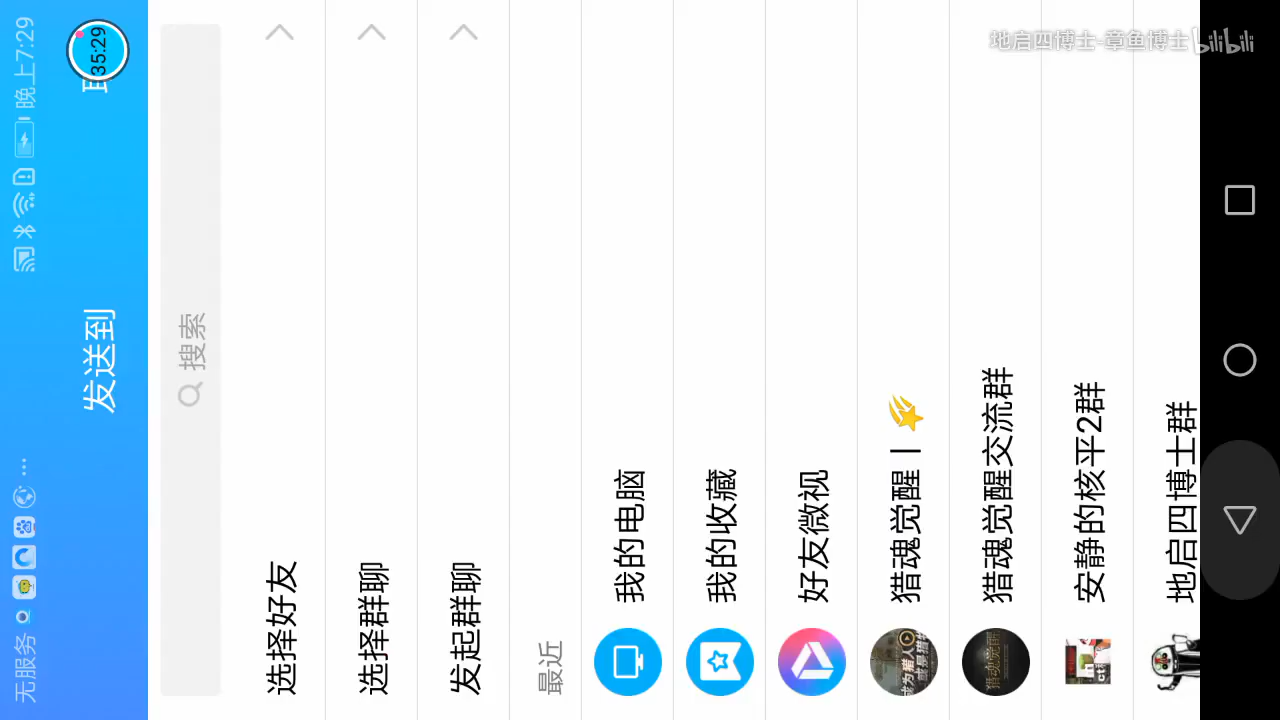 无服务
晚上7:29
35:29
发送到
搜索
选择好友
选择群聊
发起群聊
最近
我的电脑
我的收藏
好友微视
猎魂觉醒丨
猎魂觉醒交流群
安静的核平2群
地启四博士群
地启四博士-章鱼博士
bilibili